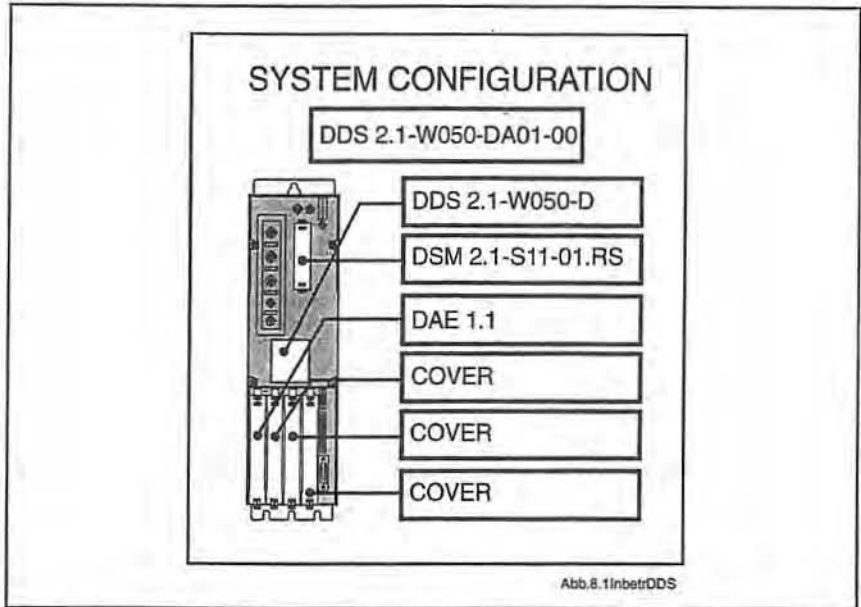 SYSTEM CONFIGURATION
DDS 2.1-W050-DA01-00
DDS 2.1-W050-D
DSM 2.1-S11-01.RS
DAE 1.1
COVER
COVER
COVER
Abb.8.1InbetrDDS